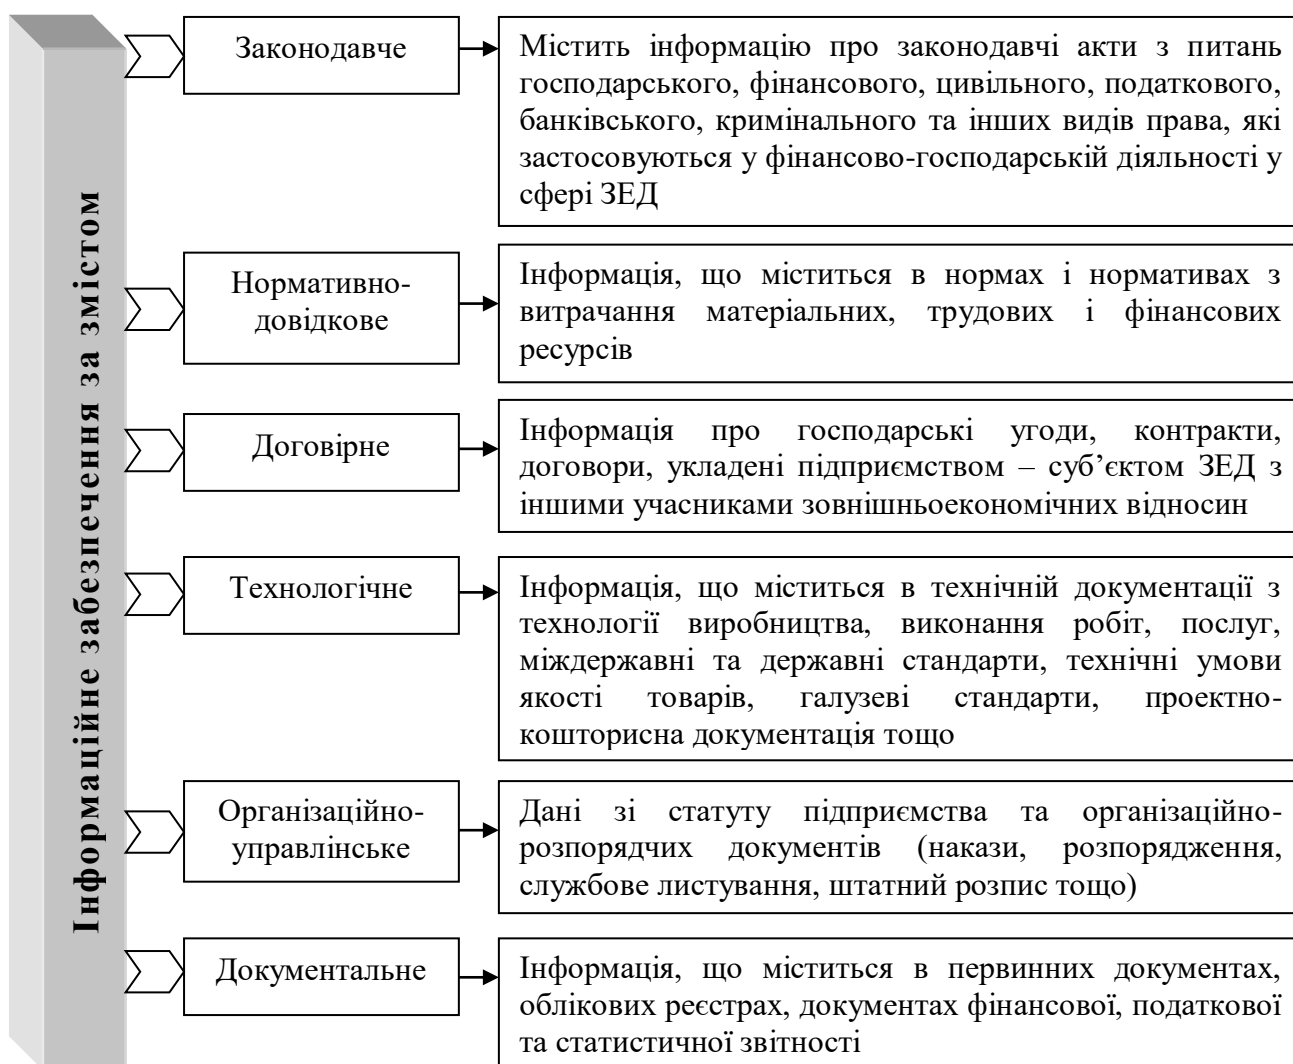 Інформаційне забезпечення за змістом
Законодавче
Містить інформацію про законодавчі акти з питань
господарського, фінансового, цивільного, податкового,
банківського, кримінального та інших видів права, які
застосовуються у фінансово-господарській діяльності у
сфері ЗЕД
Нормативно-
довідкове
Інформація, що міститься в нормах і нормативах з
витрачання матеріальних, трудових і фінансових
ресурсів
Договірне
Інформація про господарські угоди, контракти,
договори, укладені підприємством – суб’єктом ЗЕД з
іншими учасниками зовнішньоекономічних відносин
Технологічне
Інформація, що міститься в технічній документації з
технології виробництва, виконання робіт, послуг,
міждержавні та державні стандарти, технічні умови
якості товарів, галузеві стандарти, проектно-
кошторисна документація тощо
Організаційно-
управлінське
Дані зі статуту підприємства та організаційно-
розпорядчих документів (накази, розпорядження,
службове листування, штатний розпис тощо)
Документальне
Інформація, що міститься в первинних документах,
облікових реєстрах, документах фінансової, податкової
та статистичної звітності